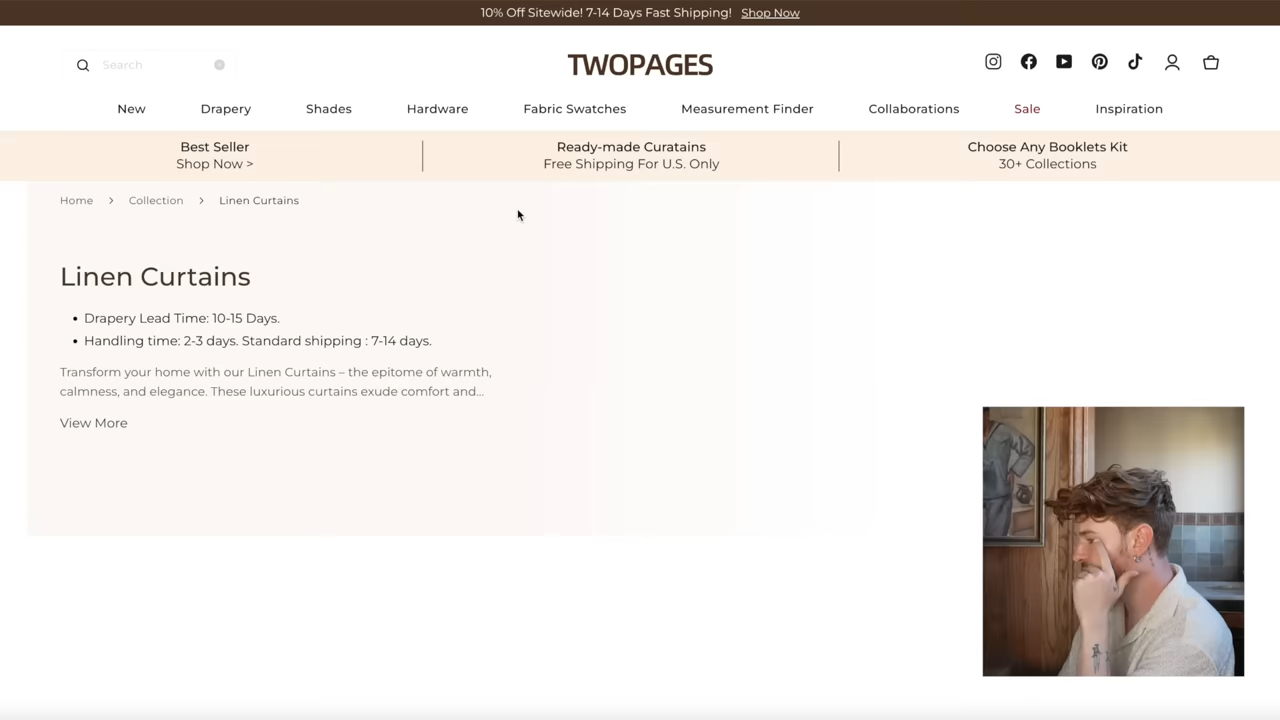 10% Off Sitewide! 7-14 Days Fast Shipping! Shop Now
Search
TWOPAGES
New Drapery Shades Hardware Fabric Swatches Measurement Finder Collaborations Sale Inspiration
Best Seller
Shop Now >
Ready-made Curatains
Free Shipping For U.S. Only
Choose Any Booklets Kit
30+ Collections
Home > Collection > Linen Curtains
Linen Curtains
• Drapery Lead Time: 10-15 Days.
• Handling time: 2-3 days. Standard shipping : 7-14 days.
Transform your home with our Linen Curtains – the epitome of warmth,
calmness, and elegance. These luxurious curtains exude comfort and...
View More